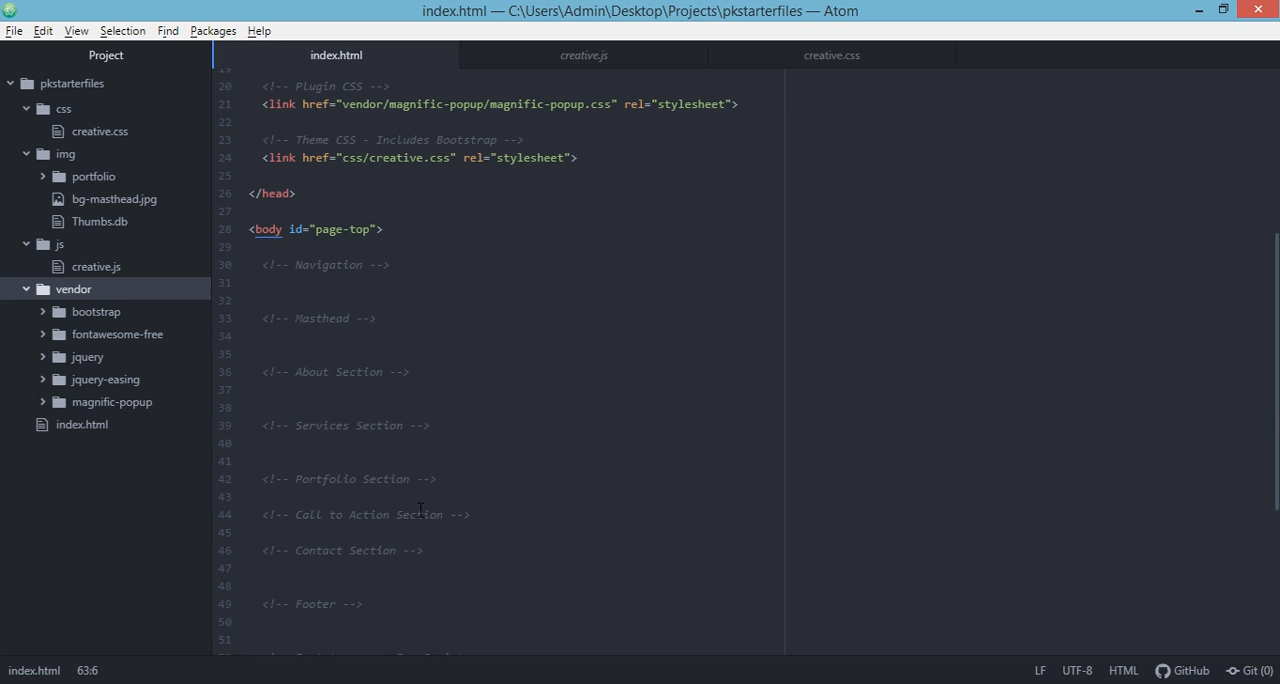 index.html — C:\Users\Admin\Desktop\Projects\pkstarterfiles — Atom
File Edit View Selection Find Packages Help
Project
index.html
creative.js
creative.css
pkstarterfiles
css
creative.css
img
portfolio
bg-masthead.jpg
Thumbs.db
js
creative.js
vendor
bootstrap
fontawesome-free
jquery
jquery-easing
magnific-popup
index.html
19
20 <!-- Plugin CSS -->
21 <link href="vendor/magnific-popup/magnific-popup.css" rel="stylesheet">
22
23 <!-- Theme CSS - Includes Bootstrap -->
24 <link href="css/creative.css" rel="stylesheet">
25
26 </head>
27
28 <body id="page-top">
29
30 <!-- Navigation -->
31
32
33 <!-- Masthead -->
34
35
36 <!-- About Section -->
37
38
39 <!-- Services Section -->
40
41
42 <!-- Portfolio Section -->
43
44 <!-- Call to Action Section -->
45
46 <!-- Contact Section -->
47
48
49 <!-- Footer -->
50
51
index.html 63:6 LF UTF-8 HTML GitHub Git (0)